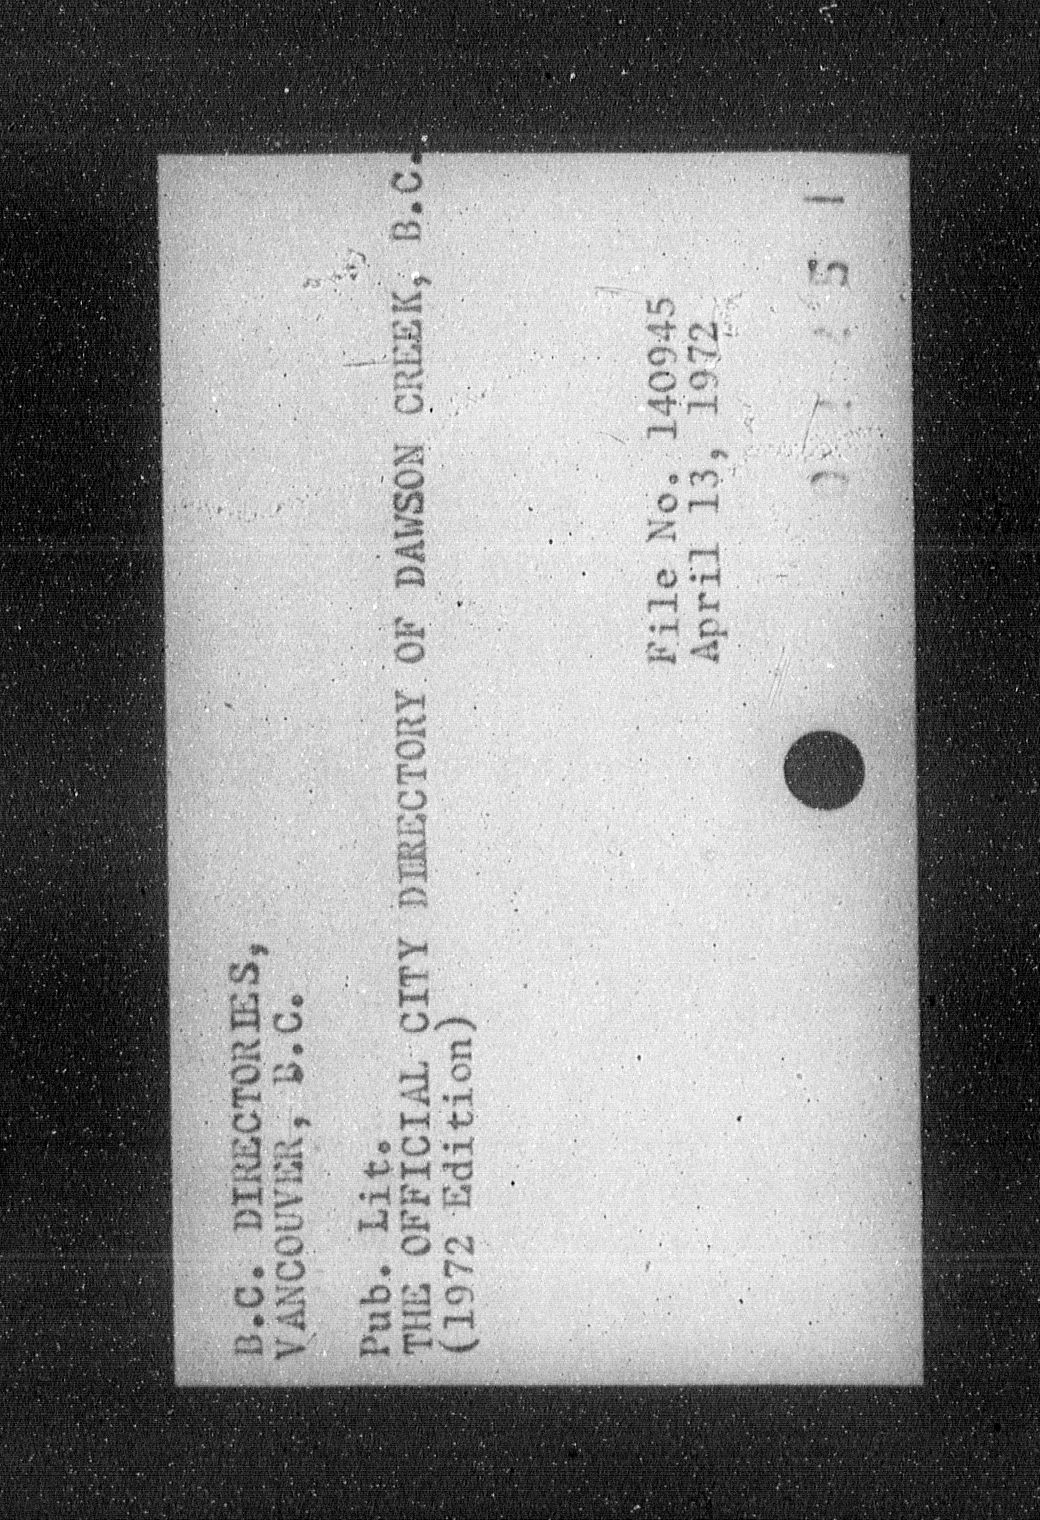 B.C. DIRECTORIES,
VANCOUVER, B.C.
Pub. Lit.
THE OFFICIAL CITY DIRECTORY OF DAWSON CREEK, B.C.
(1972 Edition)
File No. 140945
April 13, 1972